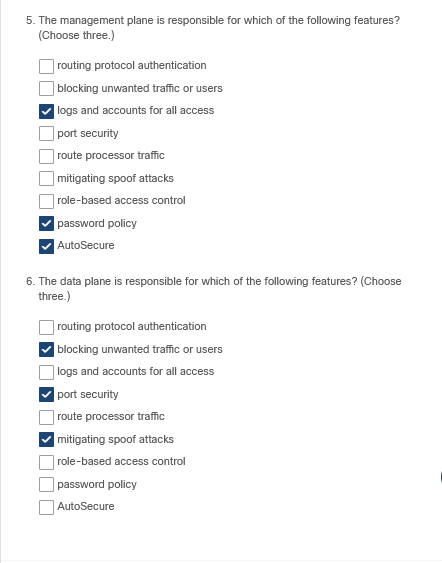 5. The management plane is responsible for which of the following features?
(Choose three.)
routing protocol authentication
blocking unwanted traffic or users
logs and accounts for all access
port security
route processor traffic
mitigating spoof attacks
role-based access control
password policy
AutoSecure
6. The data plane is responsible for which of the following features? (Choose
three.)
routing protocol authentication
blocking unwanted traffic or users
logs and accounts for all access
port security
route processor traffic
mitigating spoof attacks
role-based access control
password policy
AutoSecure